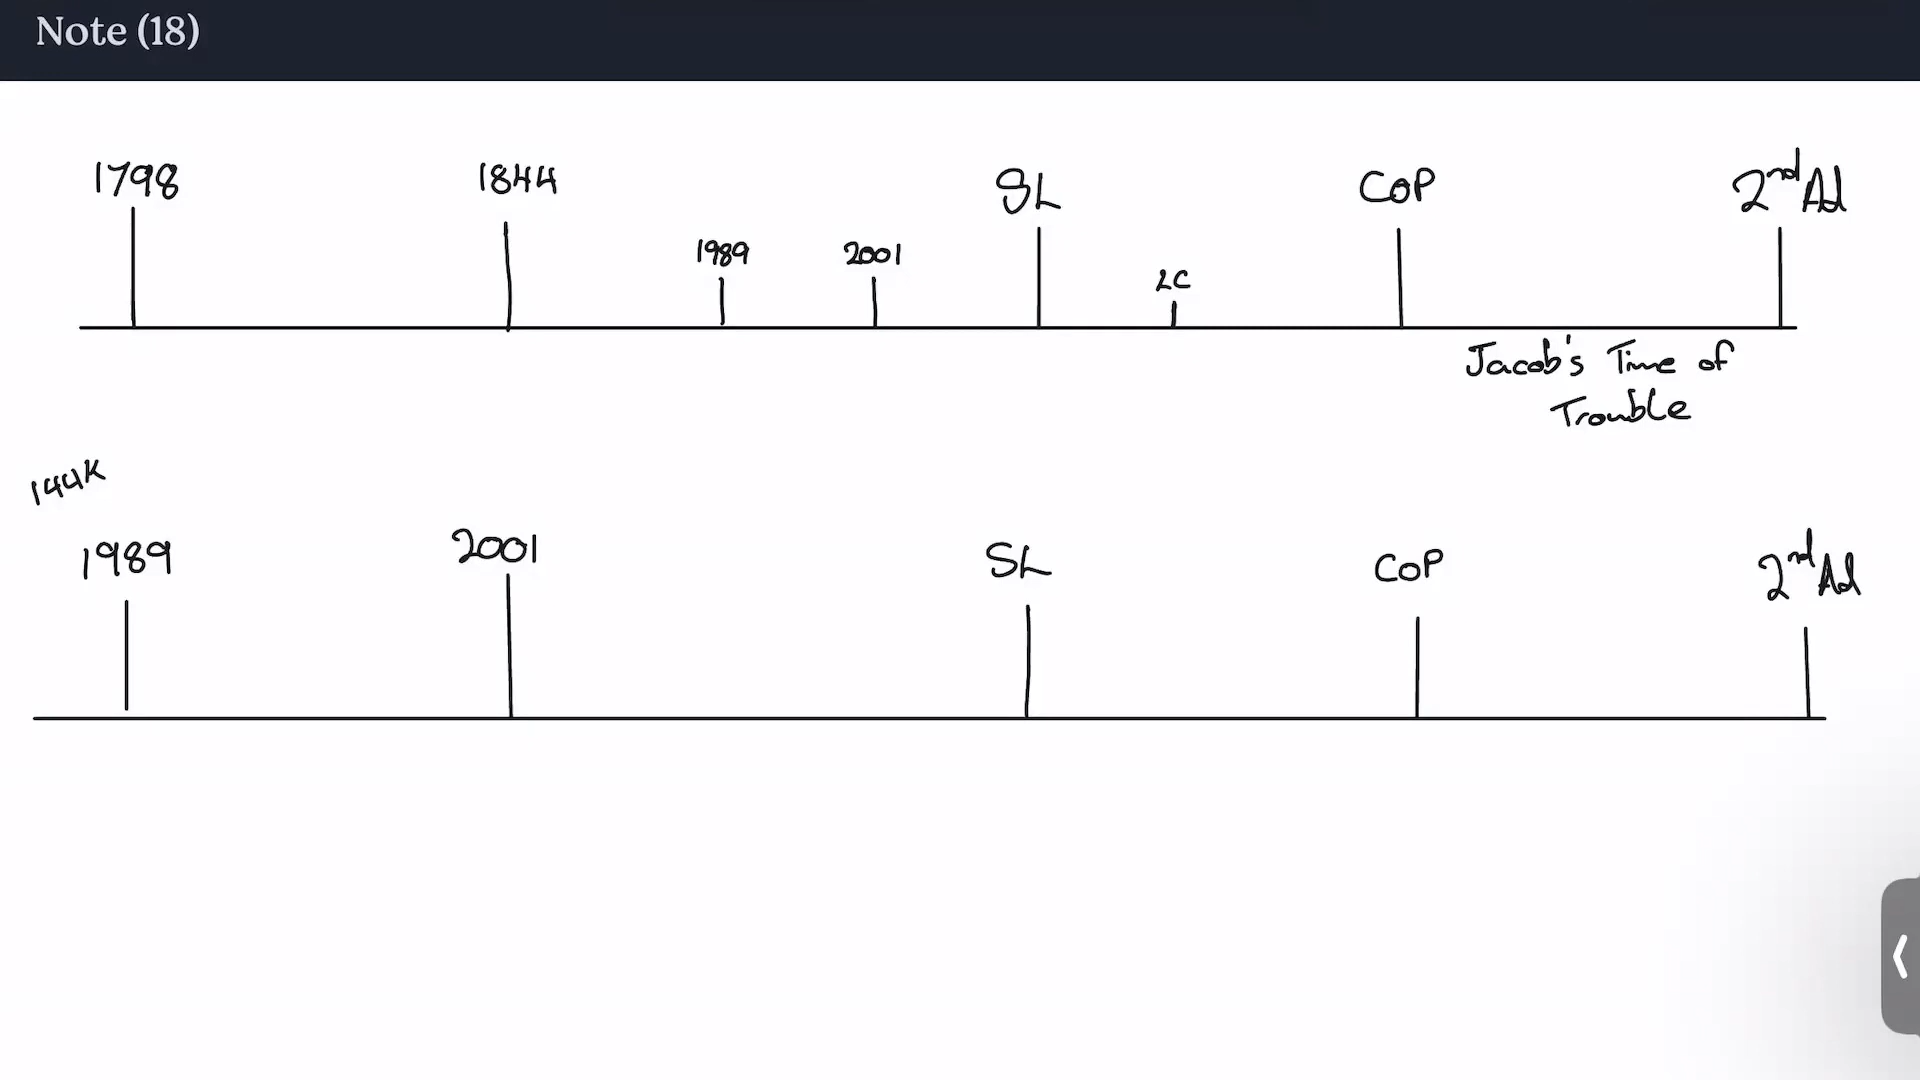 Note (18)
1798 1844 SL COP 2nd Ad
1989 2001 LC
Jacob's Time of
Trouble
144K
1989 2001 SL COP 2nd Ad